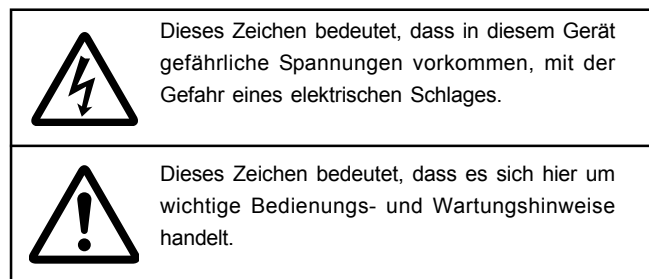 Dieses Zeichen bedeutet, dass in diesem Gerät
gefährliche Spannungen vorkommen, mit der
Gefahr eines elektrischen Schlages.
Dieses Zeichen bedeutet, dass es sich hier um
wichtige Bedienungs- und Wartungshinweise
handelt.